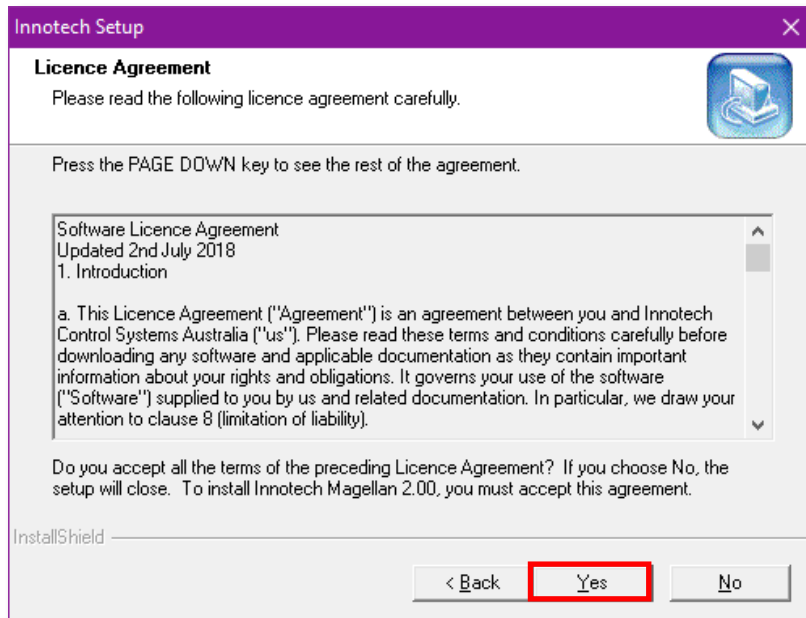 Innotech Setup
Licence Agreement
Please read the following licence agreement carefully.
Press the PAGE DOWN key to see the rest of the agreement.
Software Licence Agreement
Updated 2nd July 2018
1. Introduction
a. This Licence Agreement ("Agreement") is an agreement between you and Innotech
Control Systems Australia ("us"). Please read these terms and conditions carefully before
downloading any software and applicable documentation as they contain important
information about your rights and obligations. It governs your use of the software
("Software") supplied to you by us and related documentation. In particular, we draw your
attention to clause 8 (limitation of liability).
Do you accept all the terms of the preceding Licence Agreement? If you choose No, the
setup will close. To install Innotech Magellan 2.00, you must accept this agreement.
InstallShield
< Back Yes No